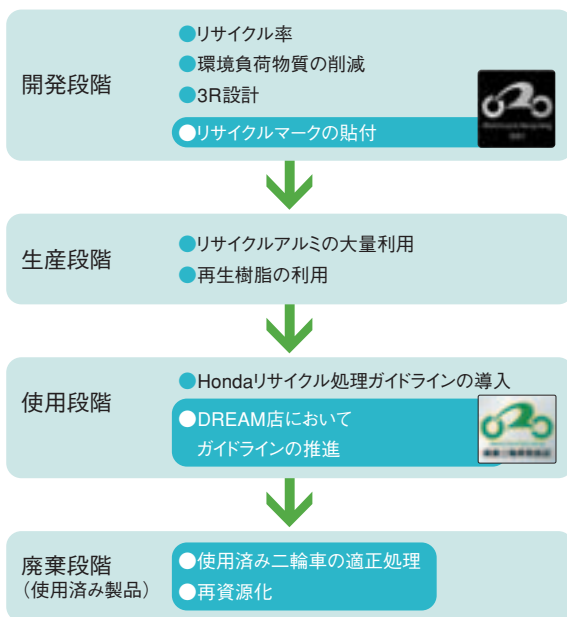 開発段階
●リサイクル率
●環境負荷物質の削減
●3R設計
●リサイクルマークの貼付
生産段階
●リサイクルアルミの大量利用
●再生樹脂の利用
使用段階
●Hondaリサイクル処理ガイドラインの導入
●DREAM店において
ガイドラインの推進
廃棄段階
（使用済み製品）
●使用済み二輪車の適正処理
●再資源化